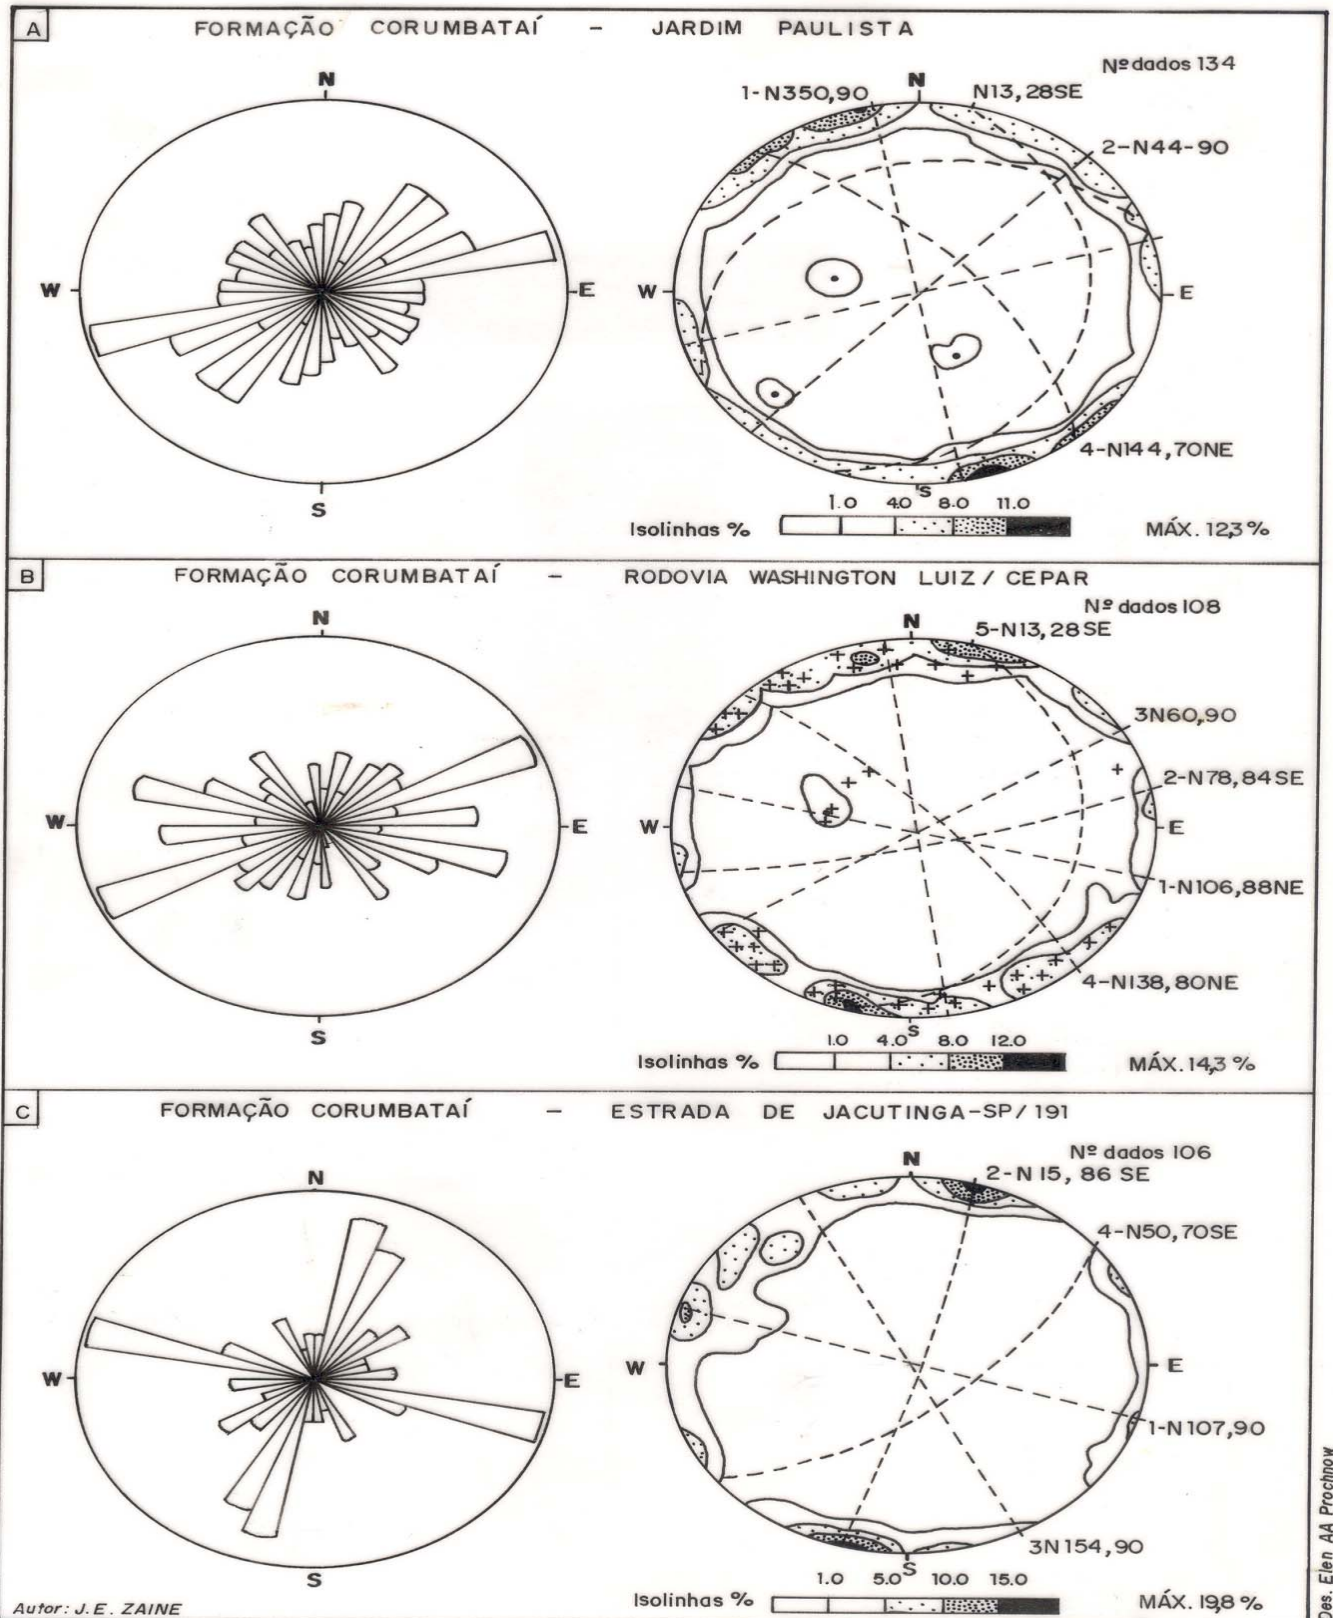 A
FORMAÇÃO CORUMBATAÍ - JARDIM PAULISTA
Nº dados 134
N
W
E
S
N
1-N350,90
N13,28SE
2-N44-90
W
E
4-N144,70NE
S
1.0 4.0 8.0 11.0
Isolinhas %
MÁX. 12,3 %
B
FORMAÇÃO CORUMBATAÍ - RODOVIA WASHINGTON LUIZ / CEPAR
Nº dados 108
N
W
E
S
N
5-N13,28SE
3N60,90
2-N78,84SE
W
E
1-N106,88NE
4-N138,80NE
S
1.0 4.0 8.0 12.0
Isolinhas %
MÁX. 14,3 %
C
FORMAÇÃO CORUMBATAÍ - ESTRADA DE JACUTINGA-SP/191
Nº dados 106
N
W
E
S
N
2-N15, 86 SE
4-N50,70SE
W
E
1-N107,90
3N154,90
S
1.0 5.0 10.0 15.0
Isolinhas %
MÁX. 19,8 %
Autor: J.E. ZAINE
Des. Elen AA Prochnow